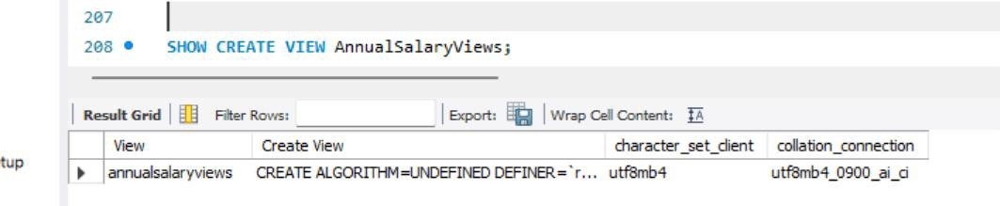 207
208 SHOW CREATE VIEW AnnualSalaryViews;
Result Grid Filter Rows: Export: Wrap Cell Content: IA
View Create View character_set_client collation_connection
tup
annualsalaryviews CREATE ALGORITHM=UNDEFINED DEFINER=`r... utf8mb4 utf8mb4_0900_ai_ci